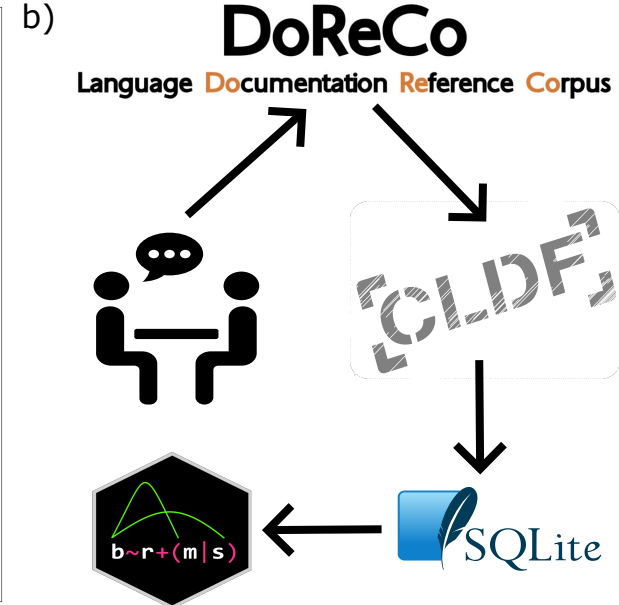 b)
DoReCo
Language Documentation Reference Corpus
CLDF
b~r+(m|s)
SQLite